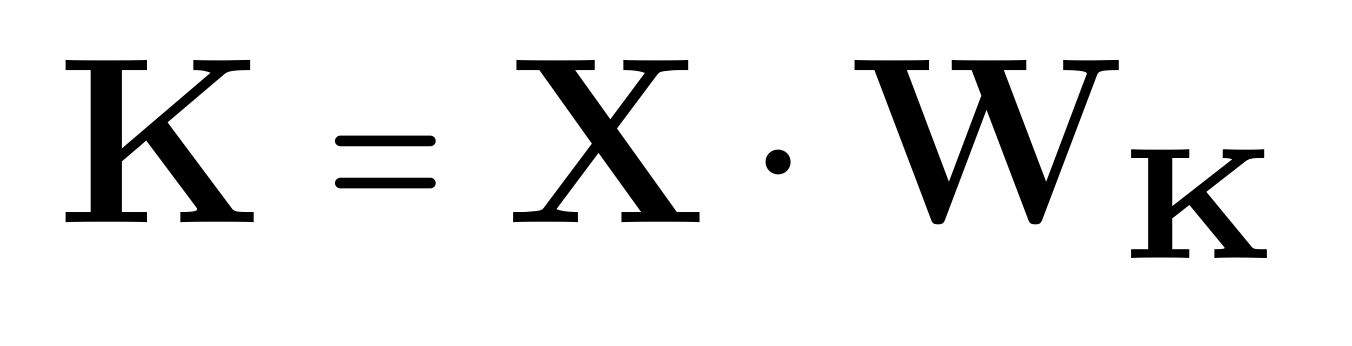 K = X · W_K